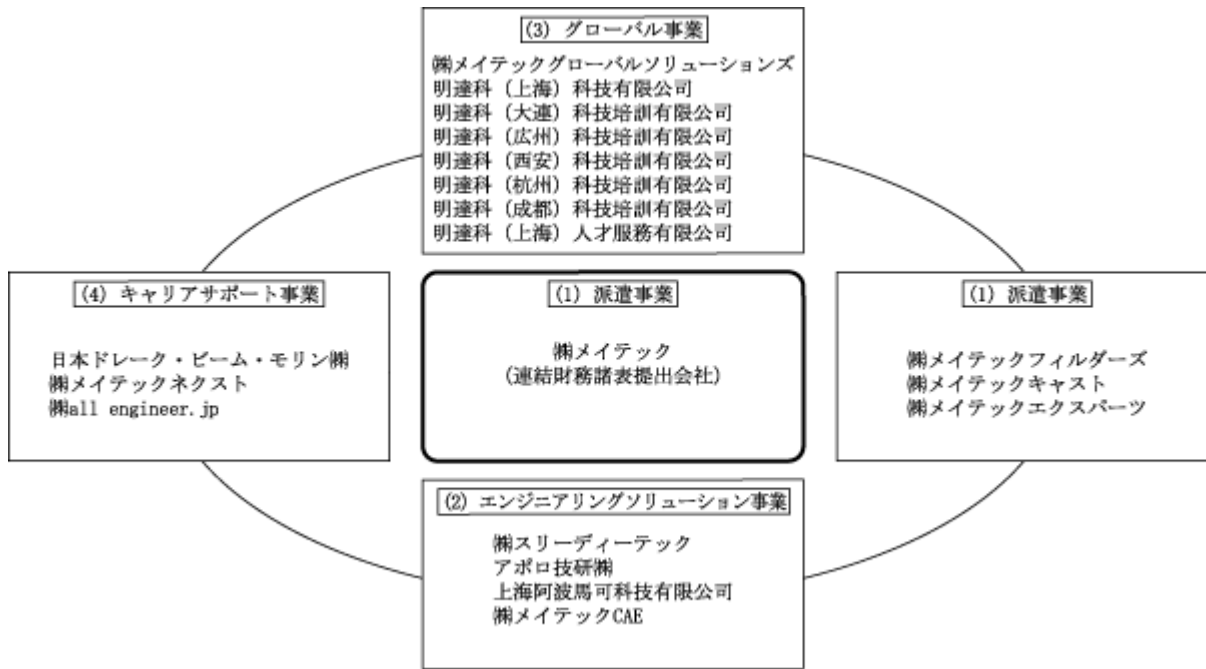 (3) グローバル事業
㈱メイテックグローバルソリューションズ
明達科（上海）科技有限公司
明達科（大連）科技培訓有限公司
明達科（広州）科技培訓有限公司
明達科（西安）科技培訓有限公司
明達科（杭州）科技培訓有限公司
明達科（成都）科技培訓有限公司
明達科（上海）人才服務有限公司
(4) キャリアサポート事業
日本ドレーク・ビーム・モリン㈱
㈱メイテックネクスト
㈱all engineer.jp
(1) 派遣事業
㈱メイテック
(連結財務諸表提出会社)
(1) 派遣事業
㈱メイテックフィルダーズ
㈱メイテックキャスト
㈱メイテックエクスパーツ
(2) エンジニアリングソリューション事業
㈱スリーディーテック
アポロ技研㈱
上海阿波馬可科技有限公司
㈱メイテックCAE